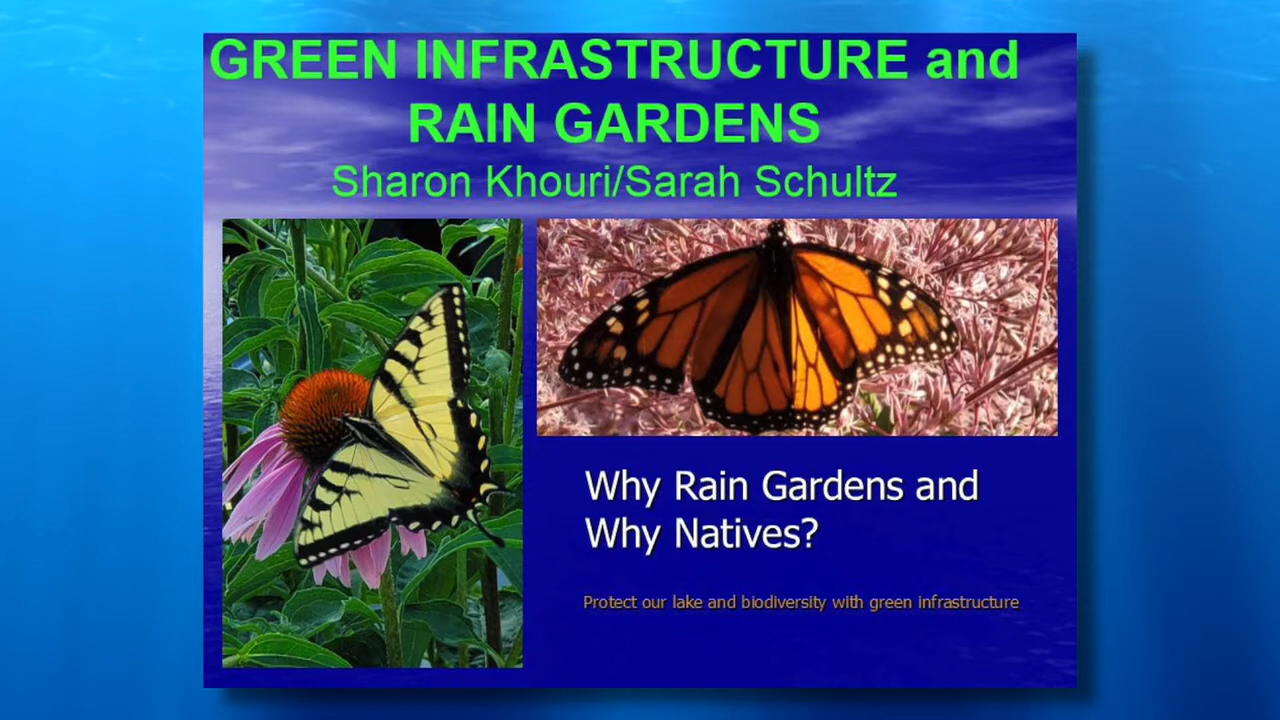 GREEN INFRASTRUCTURE and
RAIN GARDENS
Sharon Khouri/Sarah Schultz
Why Rain Gardens and
Why Natives?
Protect our lake and biodiversity with green infrastructure